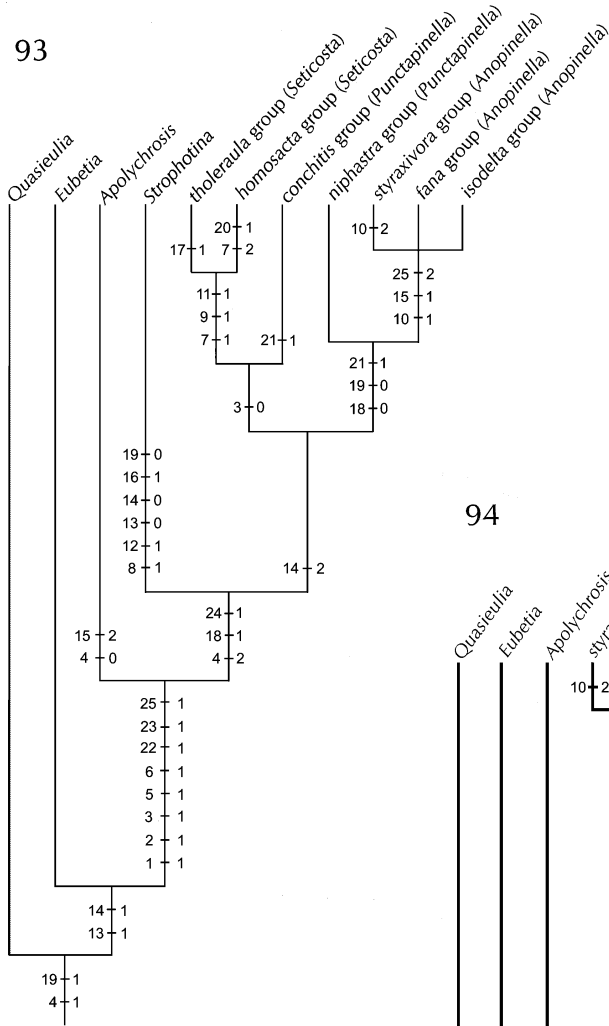 93
Quasieulia
Eubetia
Apolychrosis
Strophotina
tholeraula group (Seticosta)
homosacta group (Seticosta)
conchitis group (Punctapinella)
niphastra group (Punctapinella)
styraxivora group (Anopinella)
fana group (Anopinella)
isodelta group (Anopinella)
20 1
10 2
17 1
7 2
25 2
11 1
15 1
9 1
10 1
7 1
21 1
21 1
19 0
3 0
18 0
19 0
16 1
14 0
13 0
12 1
8 1
14 2
24 1
15 2
18 1
4 0
4 2
25 1
23 1
22 1
6 1
5 1
3 1
2 1
1 1
14 1
13 1
19 1
4 1
94
Quasieulia
Eubetia
Apolychrosis
styra
10 2